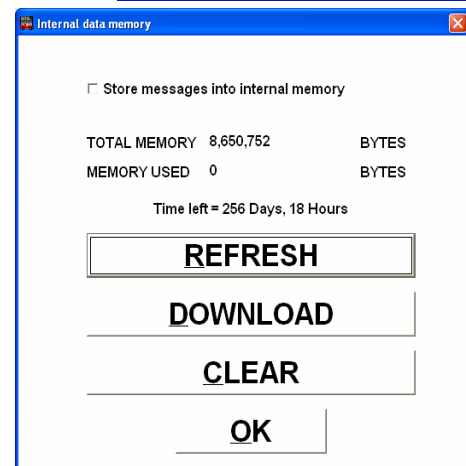 Internal data memory
Store messages into internal memory
TOTAL MEMORY 8,650,752 BYTES
MEMORY USED 0 BYTES
Time left = 256 Days, 18 Hours
REFRESH
DOWNLOAD
CLEAR
OK